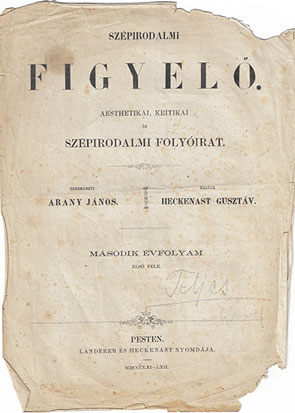 SZÉPIRODALMI
FIGYELŐ.
AESTHETIKAI, KRITIKAI
ÉS
SZÉPIRODALMI FOLYÓIRAT.
SZERKESZTI
ARANY JÁNOS.
KIADJA
HECKENAST GUSZTÁV.
MÁSODIK ÉVFOLYAM
ELSŐ FELE.
Teljes
PESTEN.
LANDERER ÉS HECKENAST NYOMDÁJA.
MDCCCLXI–LXII.